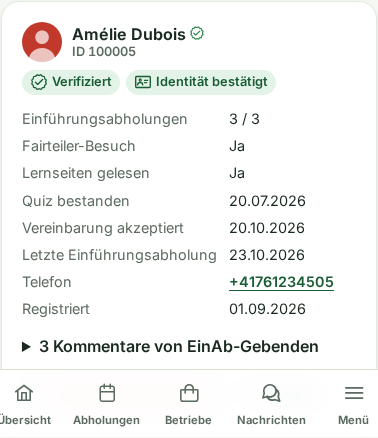 Amélie Dubois
ID 100005
Verifiziert Identität bestätigt
Einführungsabholungen 3 / 3
Fairteiler-Besuch Ja
Lernseiten gelesen Ja
Quiz bestanden 20.07.2026
Vereinbarung akzeptiert 20.10.2026
Letzte Einführungsabholung 23.10.2026
Telefon +41761234505
Registriert 01.09.2026
3 Kommentare von EinAb-Gebenden
Übersicht Abholungen Betriebe Nachrichten Menü